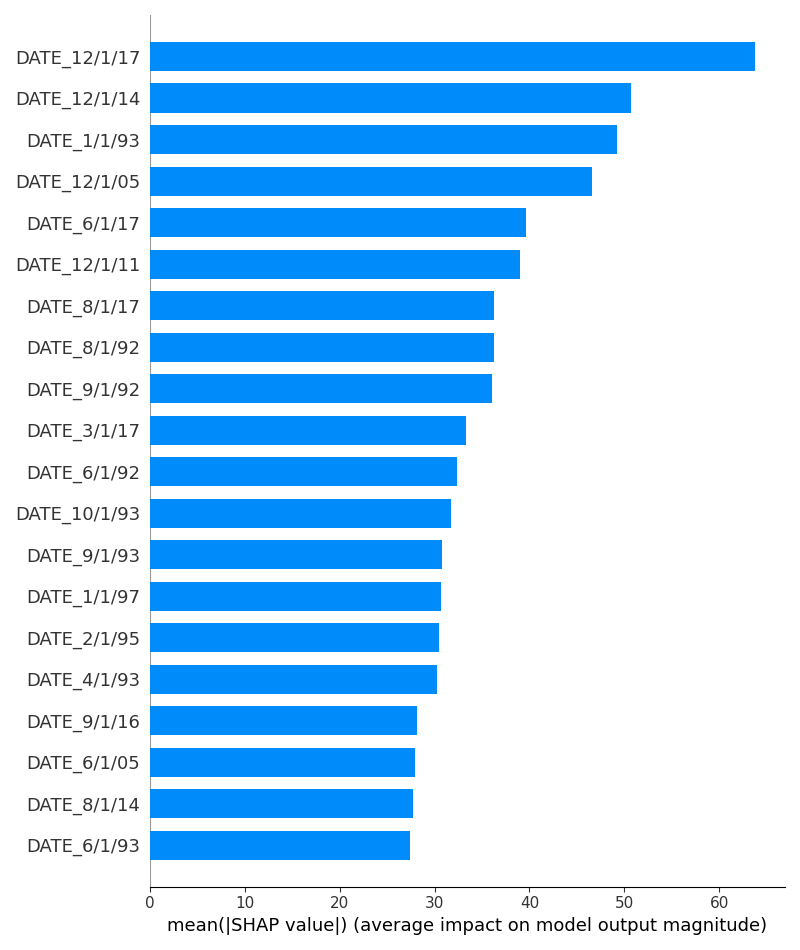 DATE_12/1/17
DATE_12/1/14
DATE_1/1/93
DATE_12/1/05
DATE_6/1/17
DATE_12/1/11
DATE_8/1/17
DATE_8/1/92
DATE_9/1/92
DATE_3/1/17
DATE_6/1/92
DATE_10/1/93
DATE_9/1/93
DATE_1/1/97
DATE_2/1/95
DATE_4/1/93
DATE_9/1/16
DATE_6/1/05
DATE_8/1/14
DATE_6/1/93
0 10 20 30 40 50 60
mean(|SHAP value|) (average impact on model output magnitude)